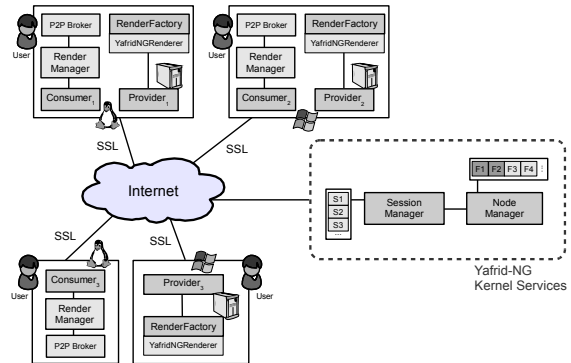 User
P2P Broker
Render
Manager
Consumer1
RenderFactory
YafridNGRenderer
Provider1
User
P2P Broker
Render
Manager
Consumer2
RenderFactory
YafridNGRenderer
Provider2
SSL
SSL
Internet
S1
S2
S3
...
Session
Manager
F1 F2 F3 F4 :
Node
Manager
Yafrid-NG
Kernel Services
SSL
SSL
User
Consumer3
Render
Manager
P2P Broker
Provider3
RenderFactory
YafridNGRenderer
User